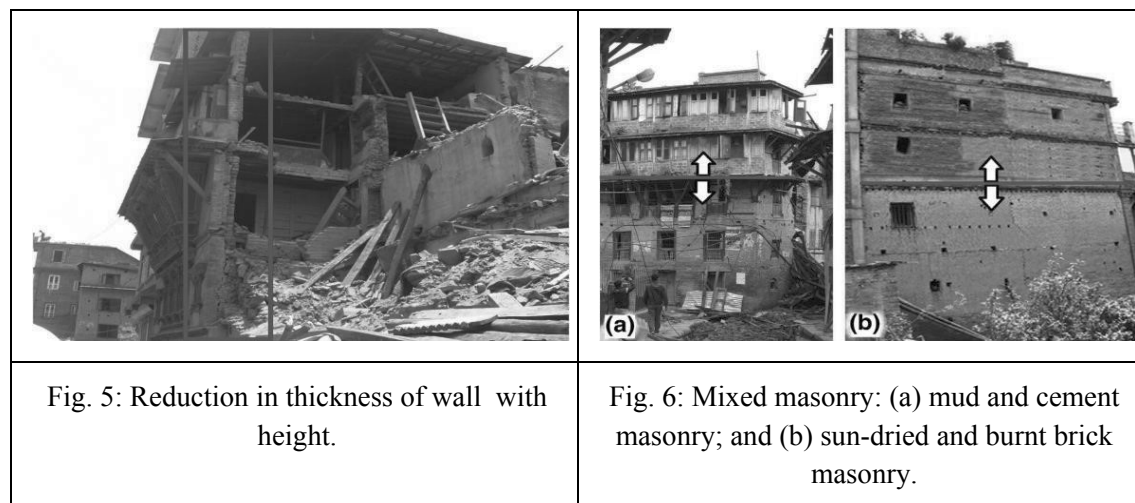 (a)
(b)
Fig. 5: Reduction in thickness of wall with
height.
Fig. 6: Mixed masonry: (a) mud and cement
masonry; and (b) sun-dried and burnt brick
masonry.